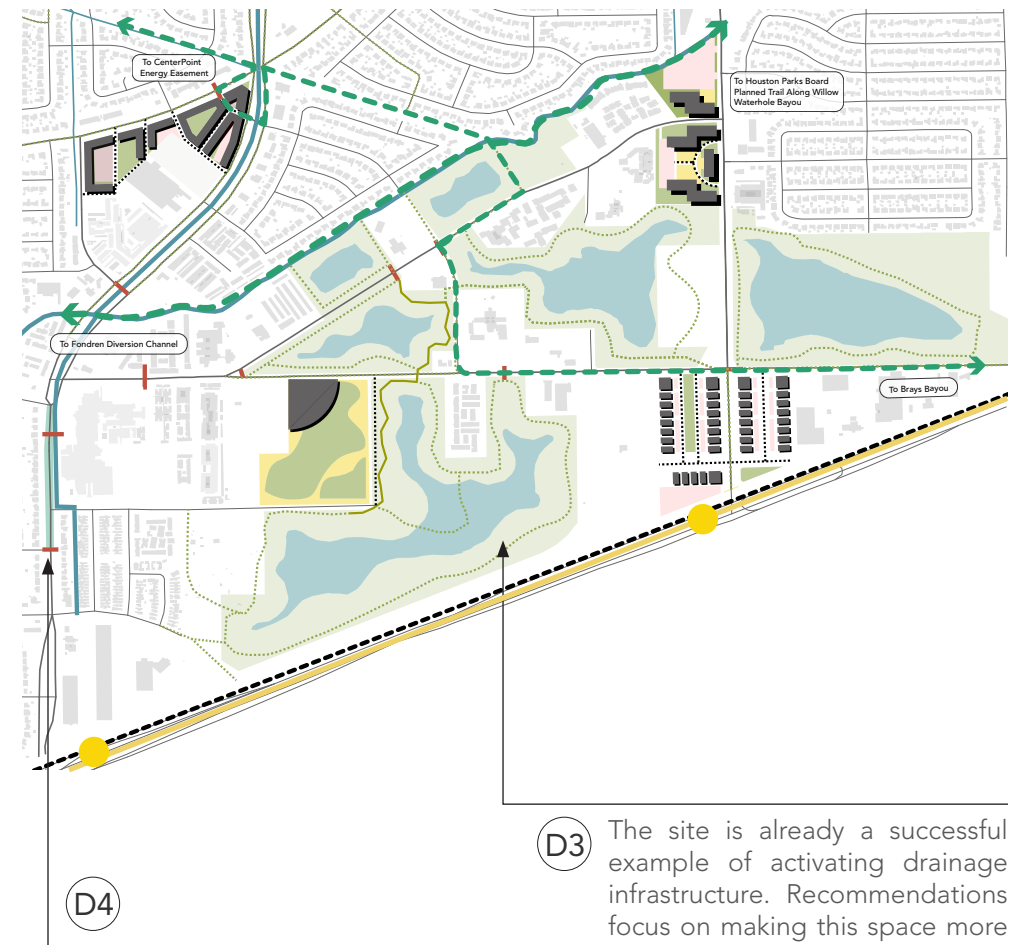 To CenterPoint
Energy Easement
To Houston Parks Board
Planned Trail Along Willow
Waterhole Bayou
To Fondren Diversion Channel
To Brays Bayou
D3
The site is already a successful
example of activating drainage
infrastructure. Recommendations
focus on making this space more
D4